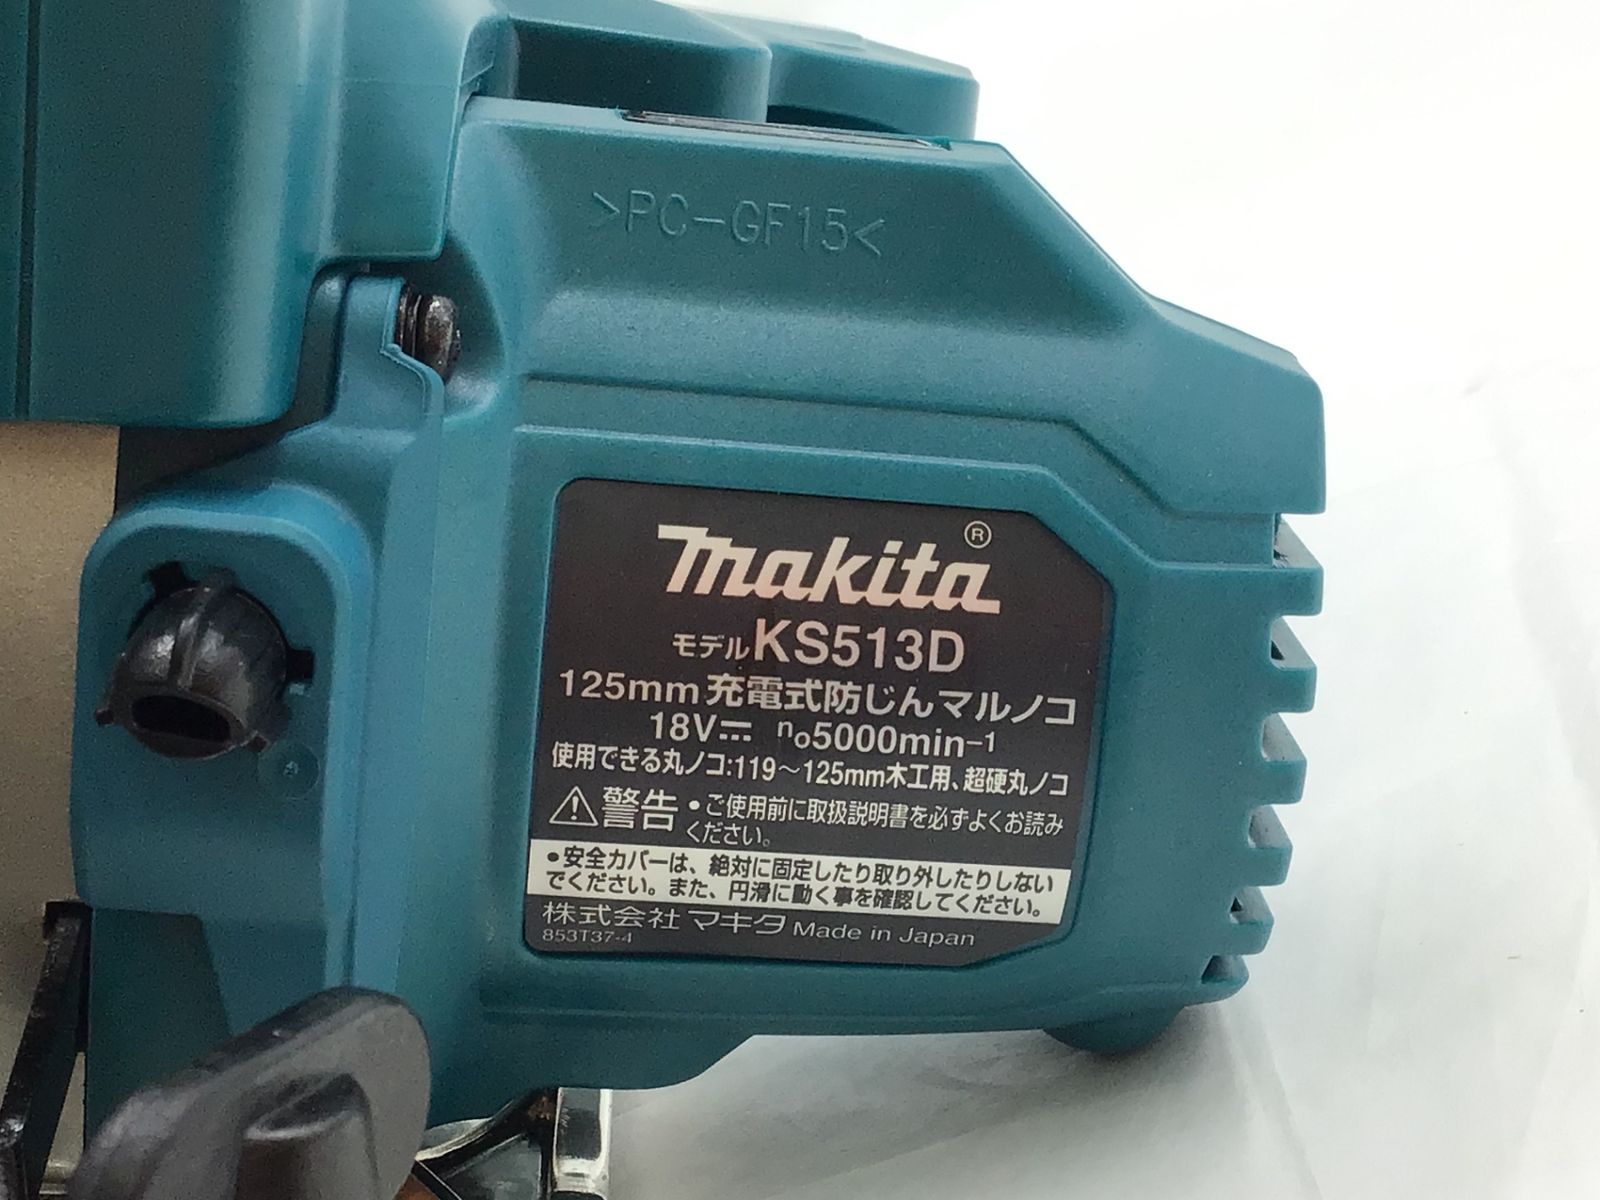 >PC-GF15<
makita®
モデルKS513D
125mm充電式防じんマルノコ
18V⎓ n₀5000min⁻¹
使用できる丸ノコ:119～125mm木工用、超硬丸ノコ
⚠警告 •ご使用前に取扱説明書を必ずよくお読み
ください。
•安全カバーは、絶対に固定したり取り外したりしない
でください。また、円滑に動く事を確認してください。
株式会社 マキタ Made in Japan
853T37-4